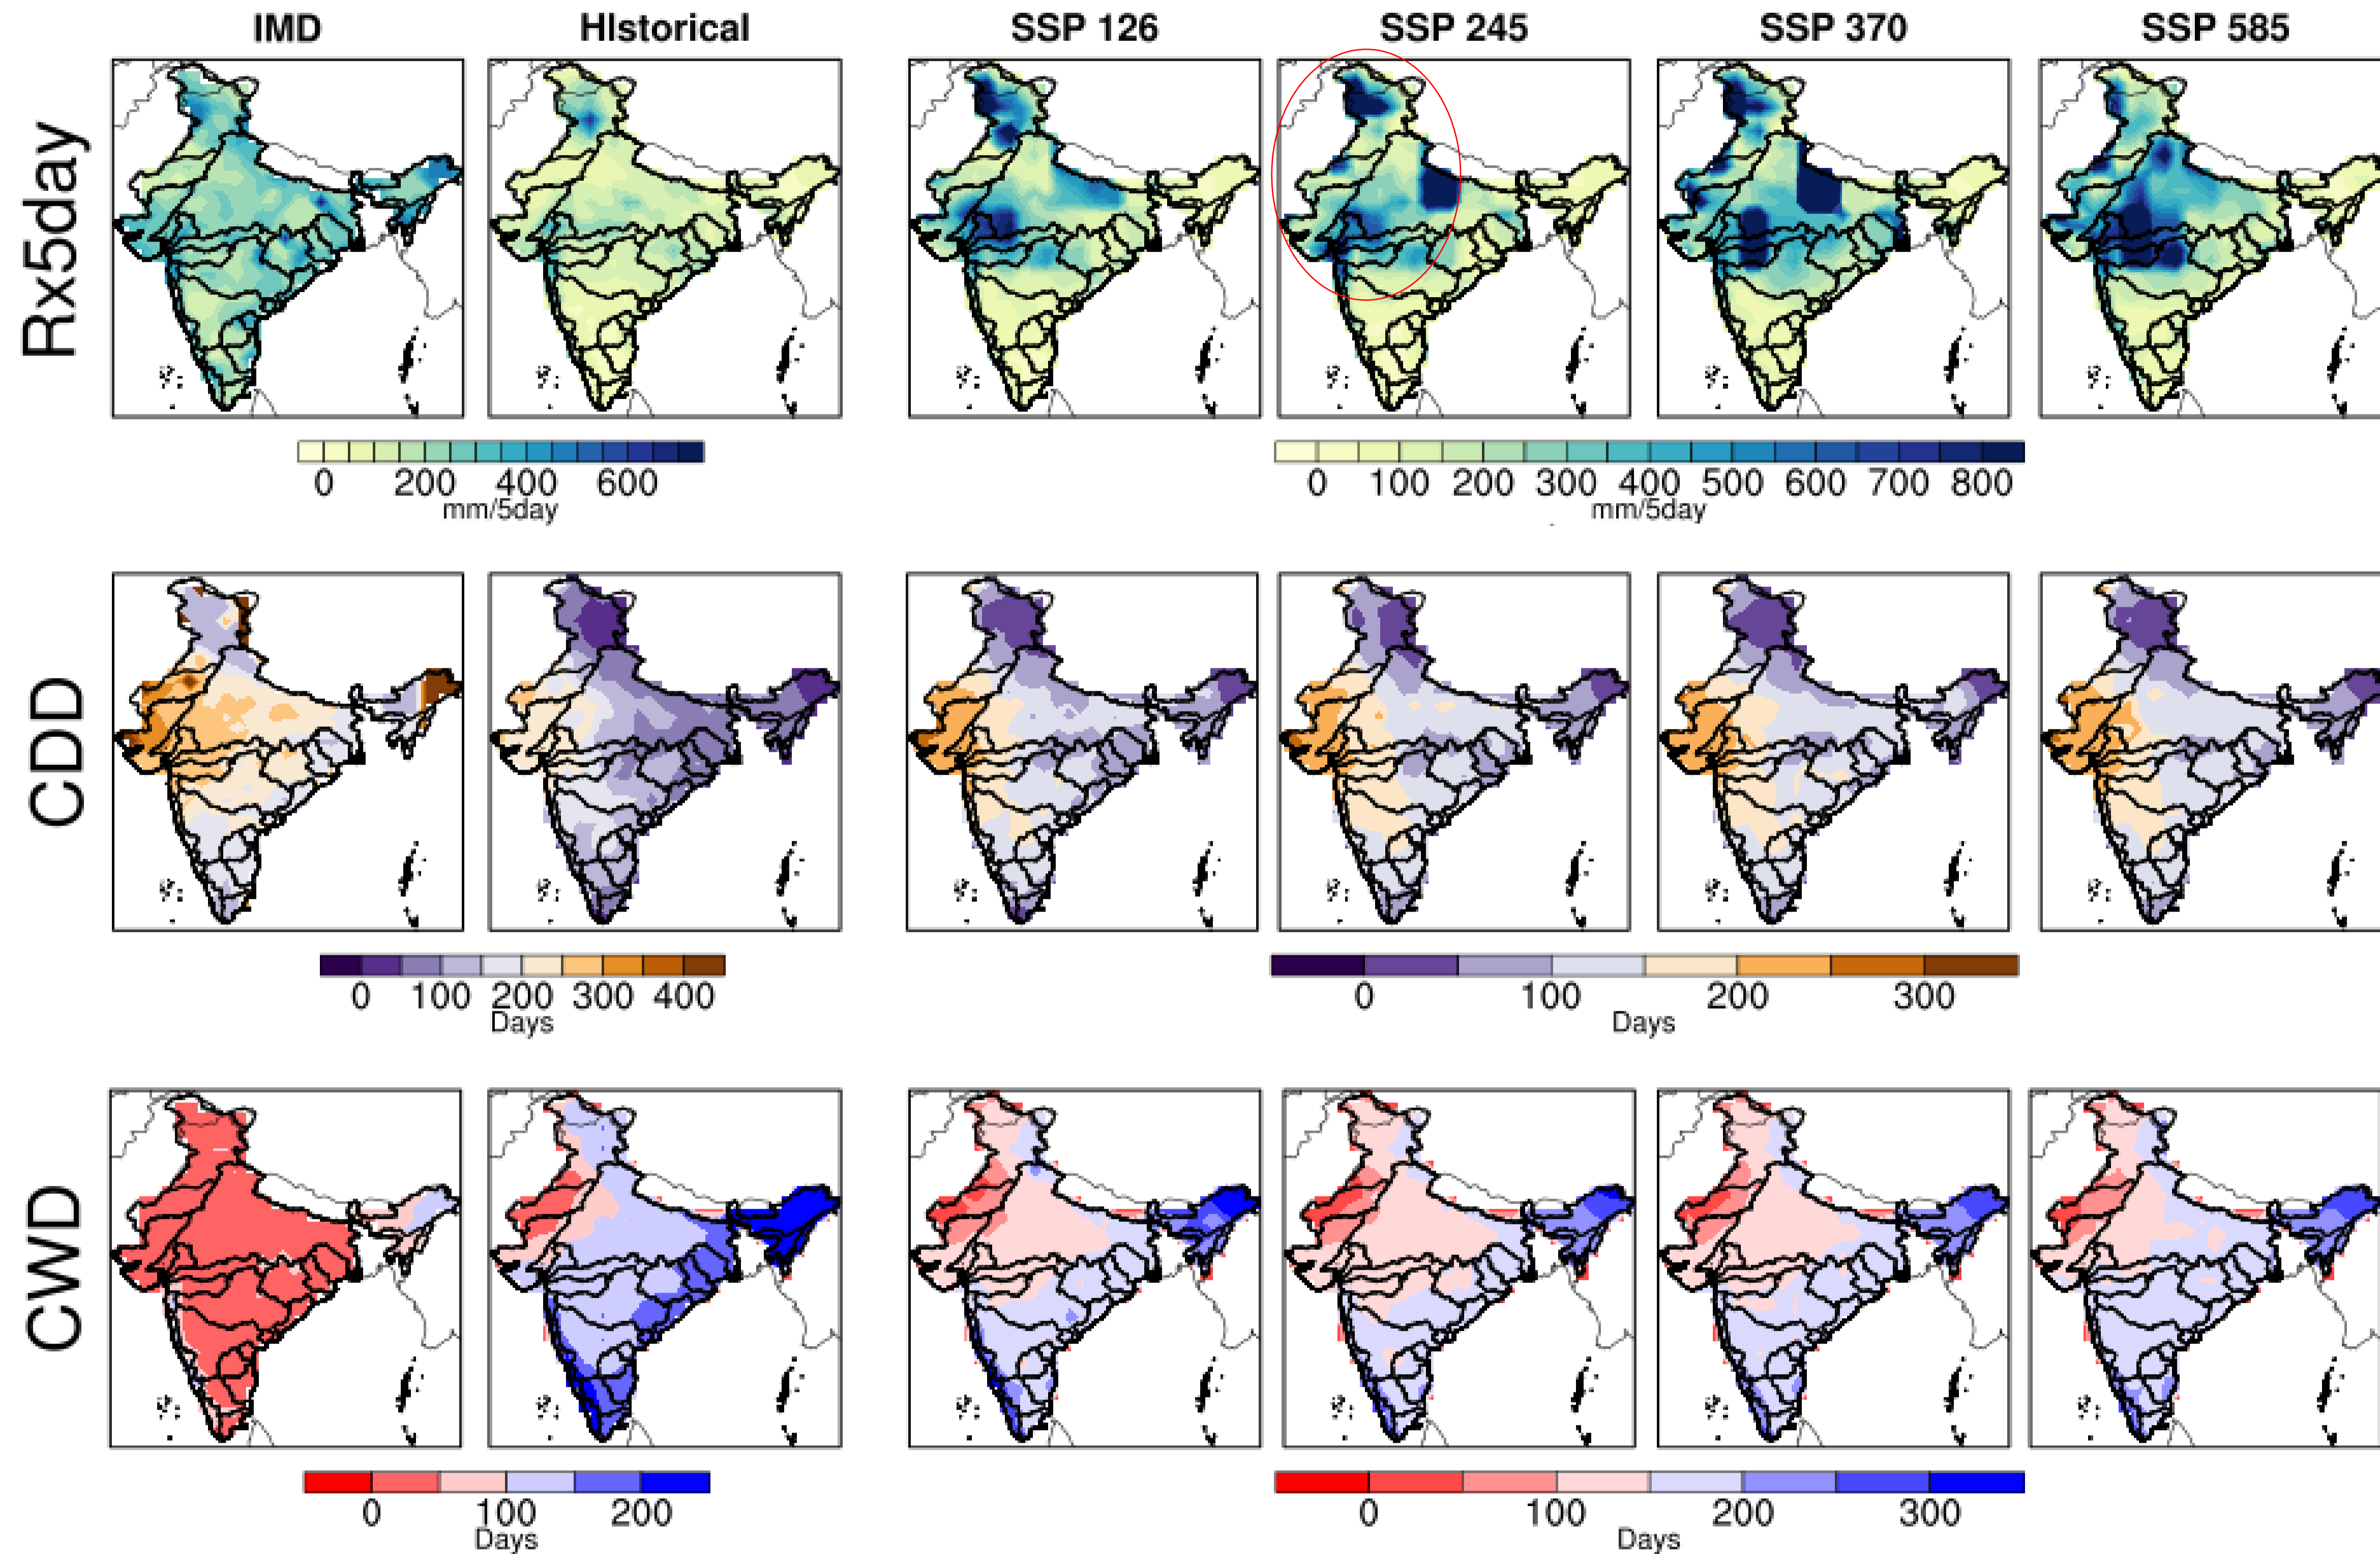 IMD HIstorical SSP 126 SSP 245 SSP 370 SSP 585
Rx5day
0 200 400 600
mm/5day
0 100 200 300 400 500 600 700 800
mm/5day
CDD
0 100 200 300 400
Days
0 100 200 300
Days
CWD
0 100 200
Days
0 100 200 300
Days